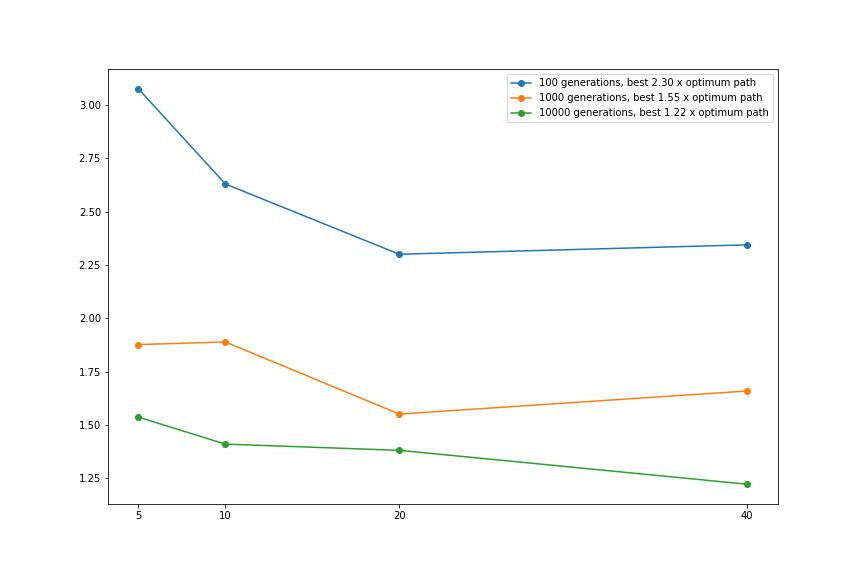 100 generations, best 2.30 x optimum path
1000 generations, best 1.55 x optimum path
10000 generations, best 1.22 x optimum path
3.00
2.75
2.50
2.25
2.00
1.75
1.50
1.25
5 10 20 40